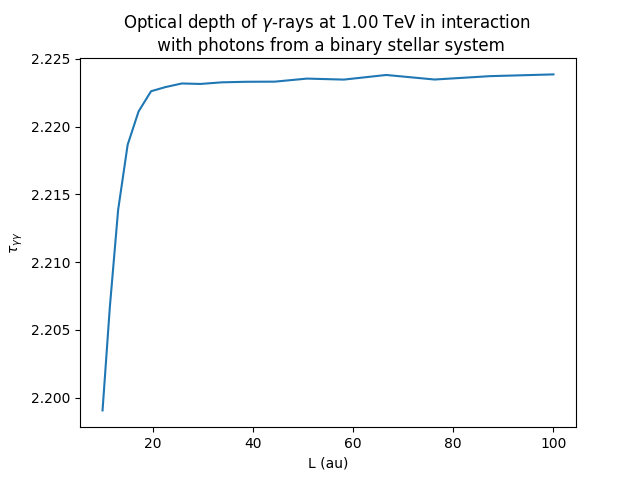 Optical depth of γ-rays at 1.00 TeV in interaction
with photons from a binary stellar system
2.225
2.220
2.215
2.210
2.205
2.200
τγγ
20
40
60
80
100
L (au)